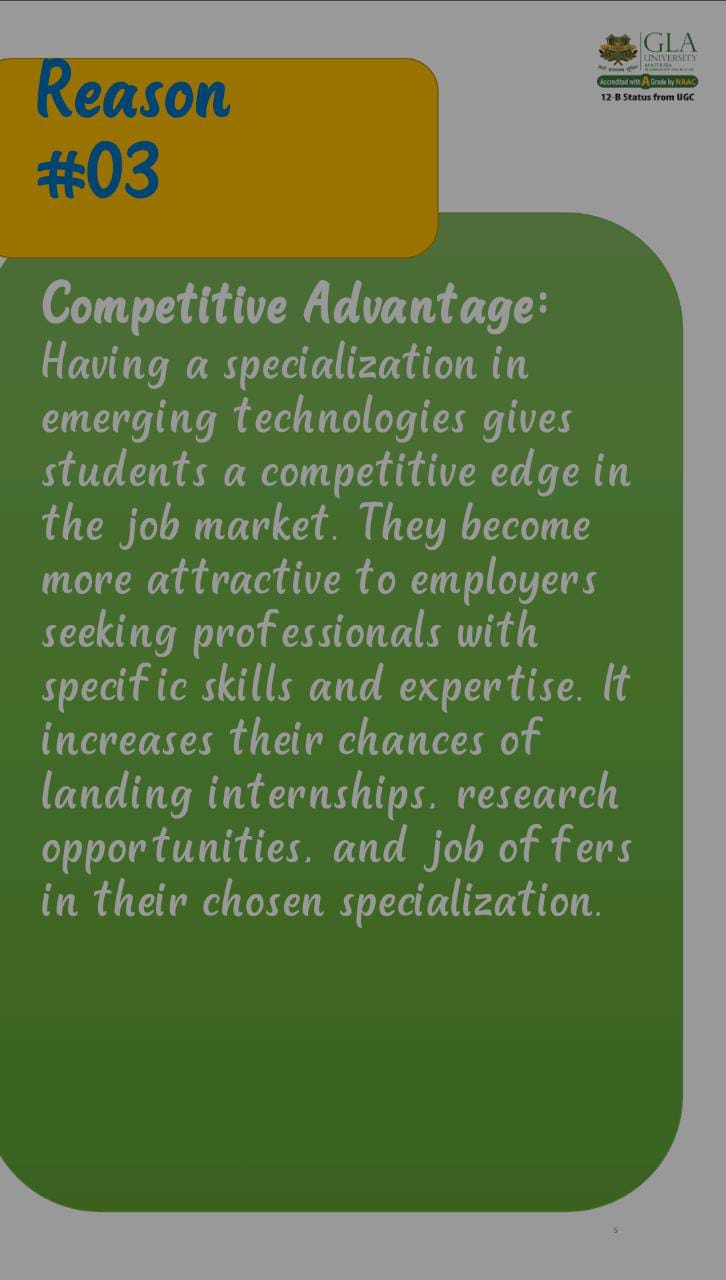 GLA
UNIVERSITY
MATHURA
Accredited with A Grade by NAAC
12-B Status from UGC
Reason
#03
Competitive Advantage:
Having a specialization in
emerging technologies gives
students a competitive edge in
the job market. They become
more attractive to employers
seeking professionals with
specific skills and expertise. It
increases their chances of
landing internships, research
opportunities, and job offers
in their chosen specialization.
5